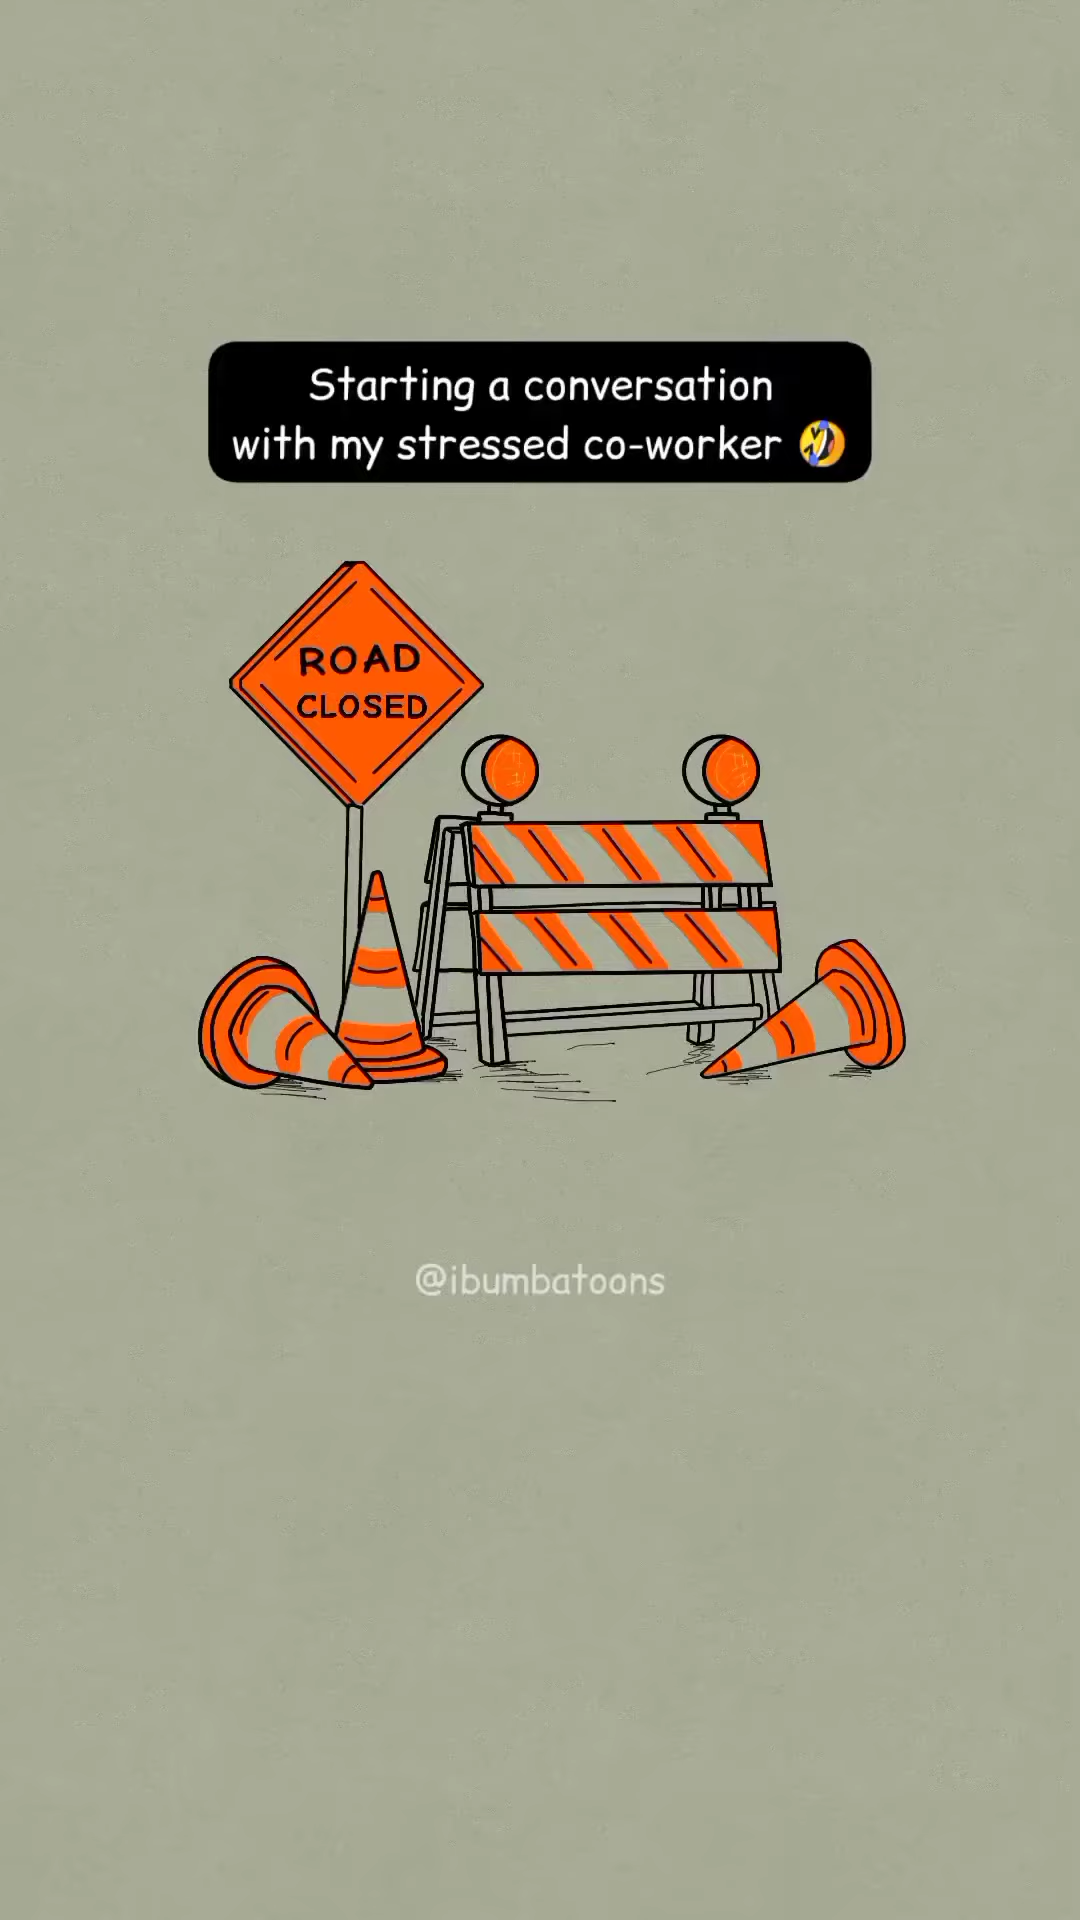 Starting a conversation
with my stressed co-worker 🤣
ROAD
CLOSED
@ibumbatoons